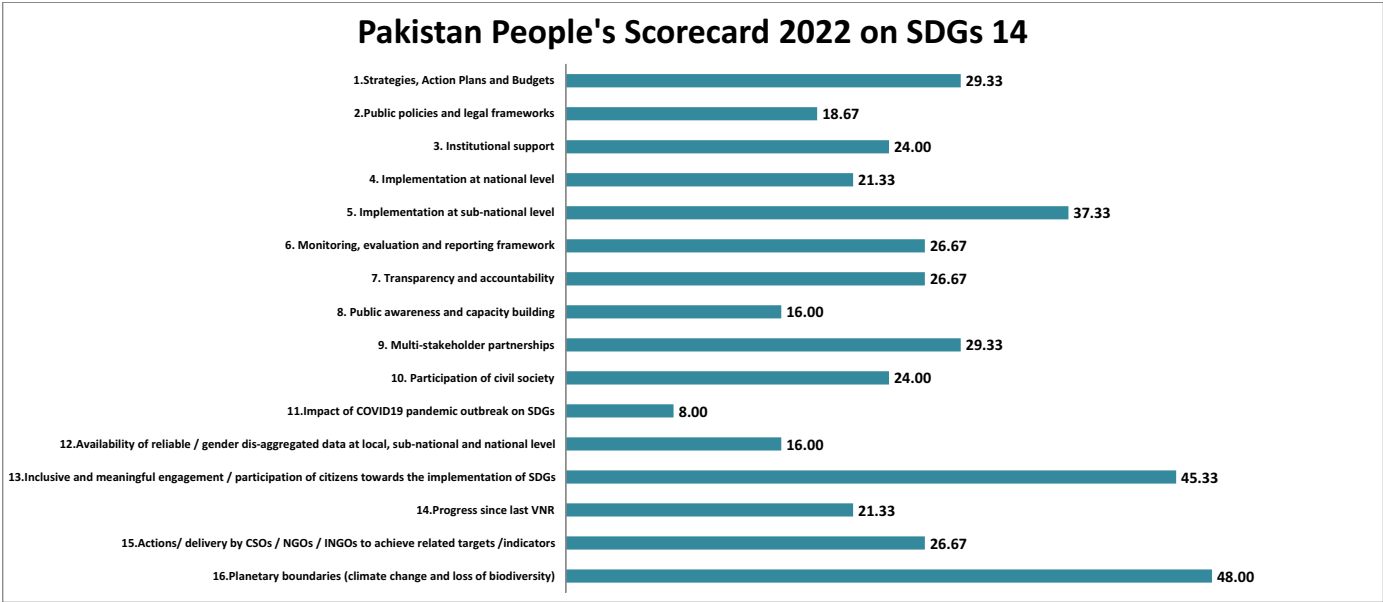 Pakistan People's Scorecard 2022 on SDGs 14
1.Strategies, Action Plans and Budgets 29.33
2.Public policies and legal frameworks 18.67
3. Institutional support 24.00
4. Implementation at national level 21.33
5. Implementation at sub-national level 37.33
6. Monitoring, evaluation and reporting framework 26.67
7. Transparency and accountability 26.67
8. Public awareness and capacity building 16.00
9. Multi-stakeholder partnerships 29.33
10. Participation of civil society 24.00
11.Impact of COVID19 pandemic outbreak on SDGs 8.00
12.Availability of reliable / gender dis-aggregated data at local, sub-national and national level 16.00
13.Inclusive and meaningful engagement / participation of citizens towards the implementation of SDGs 45.33
14.Progress since last VNR 21.33
15.Actions/ delivery by CSOs / NGOs / INGOs to achieve related targets /indicators 26.67
16.Planetary boundaries (climate change and loss of biodiversity) 48.00